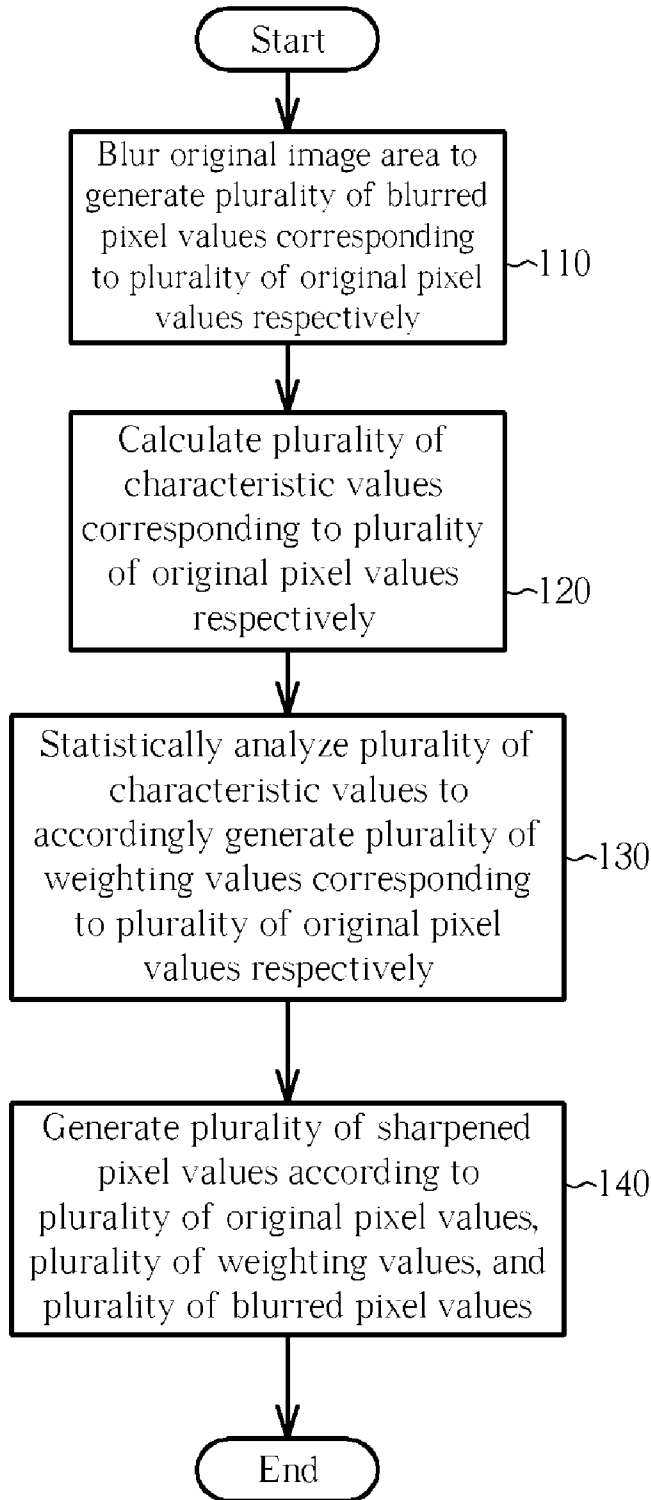 Start
Blur original image area to
generate plurality of blurred
pixel values corresponding
to plurality of original pixel
values respectively
110
Calculate plurality of
characteristic values
corresponding to plurality
of original pixel values
respectively
120
Statistically analyze plurality of
characteristic values to
accordingly generate plurality of
weighting values corresponding
to plurality of original pixel
values respectively
130
Generate plurality of sharpened
pixel values according to
plurality of original pixel values,
plurality of weighting values, and
plurality of blurred pixel values
140
End